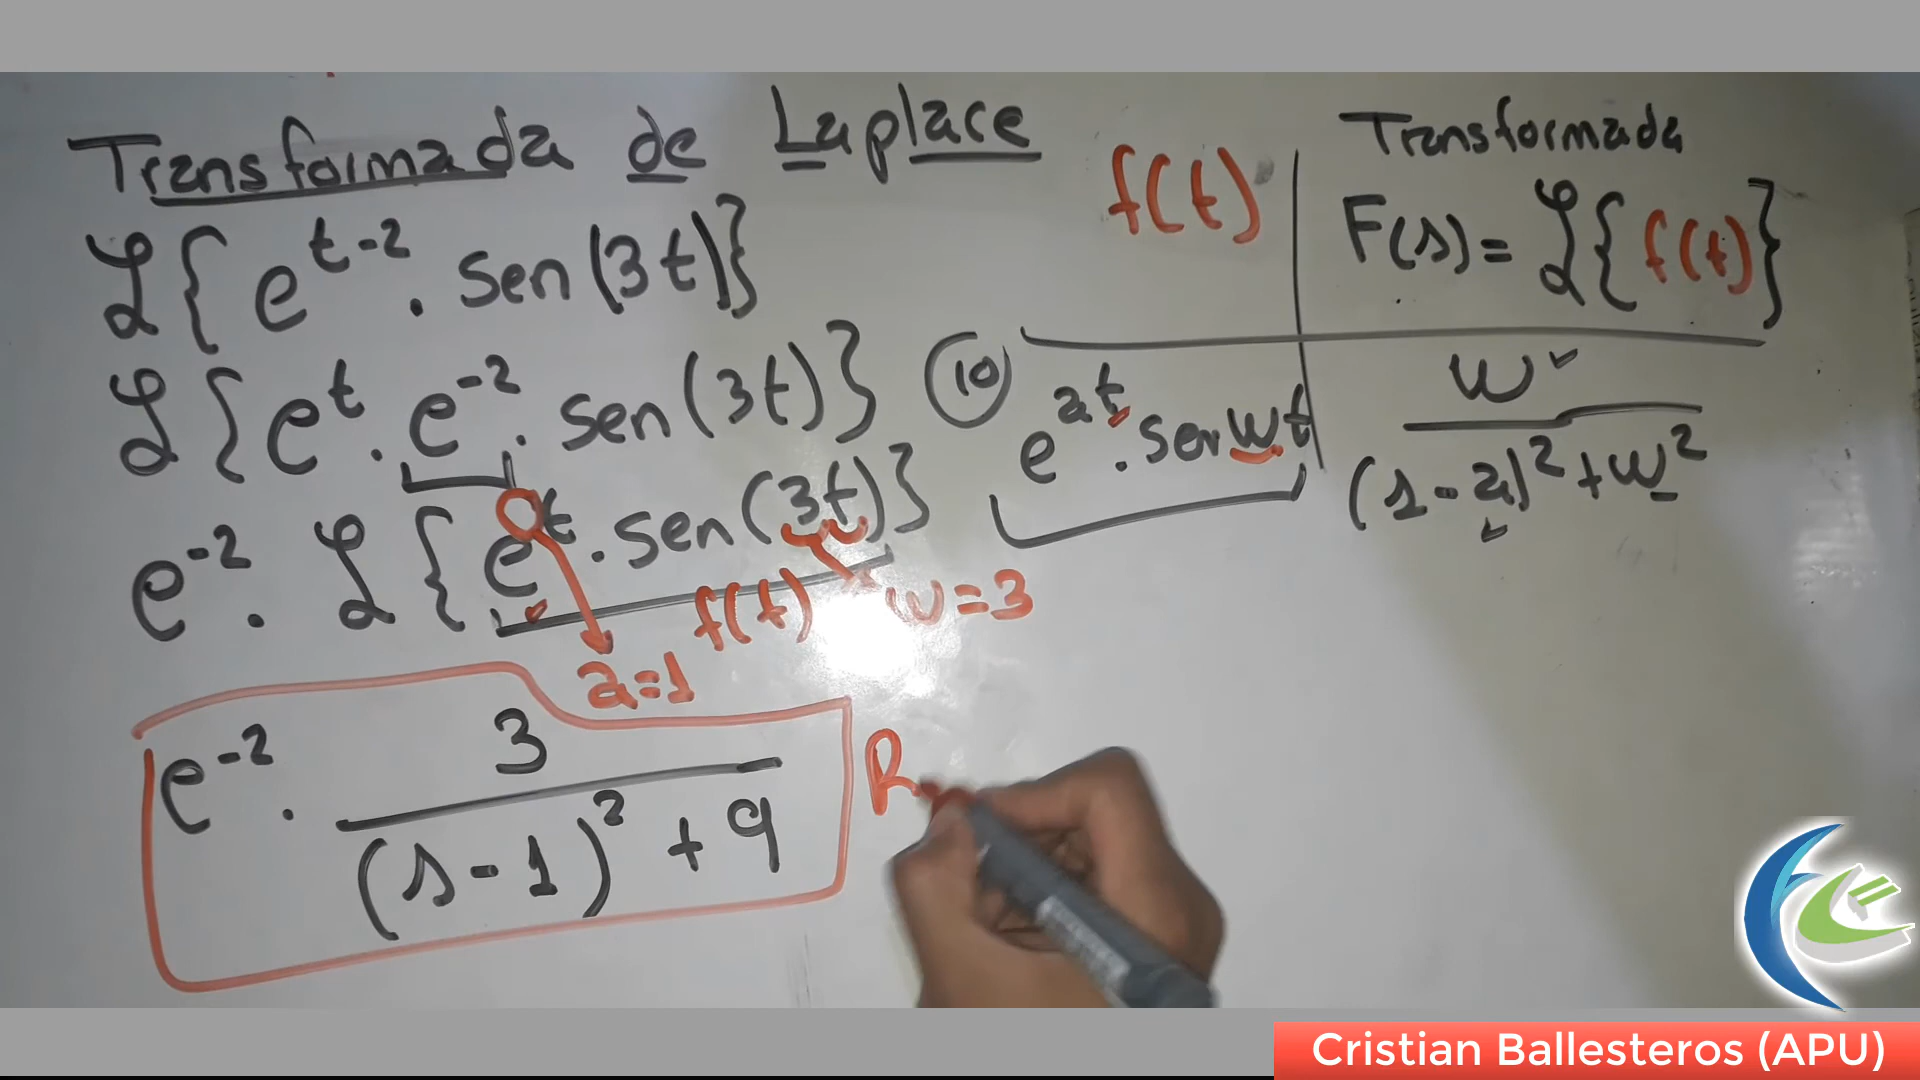 Transformada de Laplace
ℒ{e^{t-2} . Sen(3t)}
ℒ{e^t . e^{-2} . Sen(3t)}
e^{-2} . ℒ{e^t . Sen(3t)}
f(t)
w=3
a=1
e^{-2} . 3/((s-1)^2 + 9)
R
f(t)
Transformada
F(s) = ℒ{f(t)}
10
e^{at} . Sen wt
w/((s-a)^2 + w^2)
Cristian Ballesteros (APU)